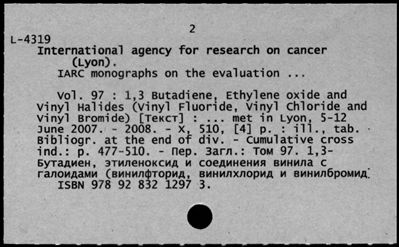 2
L-4319
International agency for research on cancer
(Lyon).
IARC monographs on the evaluation ...
Vol. 97 : 1,3 Butadiene, Ethylene oxide and
Vinyl Halides (Vinyl Fluoride, Vinyl Chloride and
Vinyl Bromide) [Текст] : ... met in Lyon, 5-12
June 2007. - 2008. - X, 510, [4] p. : ill., tab. -
Bibliogr. at the end of div. - Cumulative cross
ind.: p. 477-510. - Пер. Загл.: Том 97. 1,3-
Бутадиен, этиленоксид и соединения винила с
галоидами (винилфторид, винилхлорид и винилбромид.
ISBN 978 92 832 1297 3.